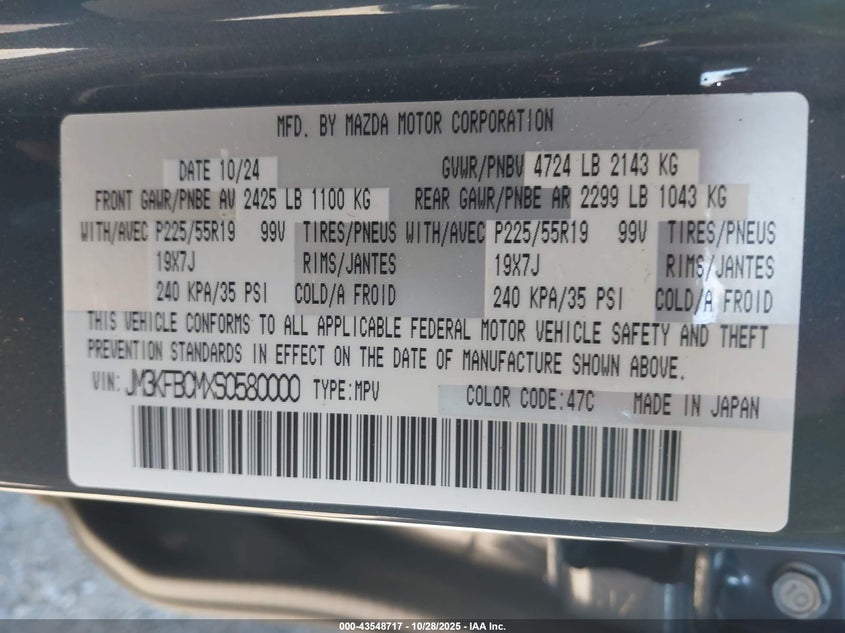 MFD. BY MAZDA MOTOR CORPORATION
DATE 10/24 GVWR/PNBV 4724 LB 2143 KG
FRONT GAWR/PNBE AV 2425 LB 1100 KG REAR GAWR/PNBE AR 2299 LB 1043 KG
WITH/AVEC P225/55R19 99V TIRES/PNEUS WITH/AVEC P225/55R19 99V TIRES/PNEUS
19X7J RIMS/JANTES 19X7J RIMS/JANTES
240 KPA/35 PSI COLD/A FROID 240 KPA/35 PSI COLD/A FROID
THIS VEHICLE CONFORMS TO ALL APPLICABLE FEDERAL MOTOR VEHICLE SAFETY AND THEFT
PREVENTION STANDARDS IN EFFECT ON THE DATE OF MANUFACTURE SHOWN ABOVE.
VIN: JM3KFBCMXS0580000 TYPE:MPV COLOR CODE:47C MADE IN JAPAN
000-43548717 - 10/28/2025 - IAA Inc.